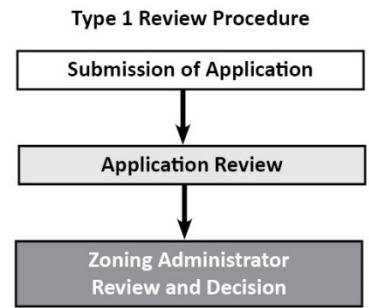 Type 1 Review Procedure
Submission of Application
Application Review
Zoning Administrator
Review and Decision